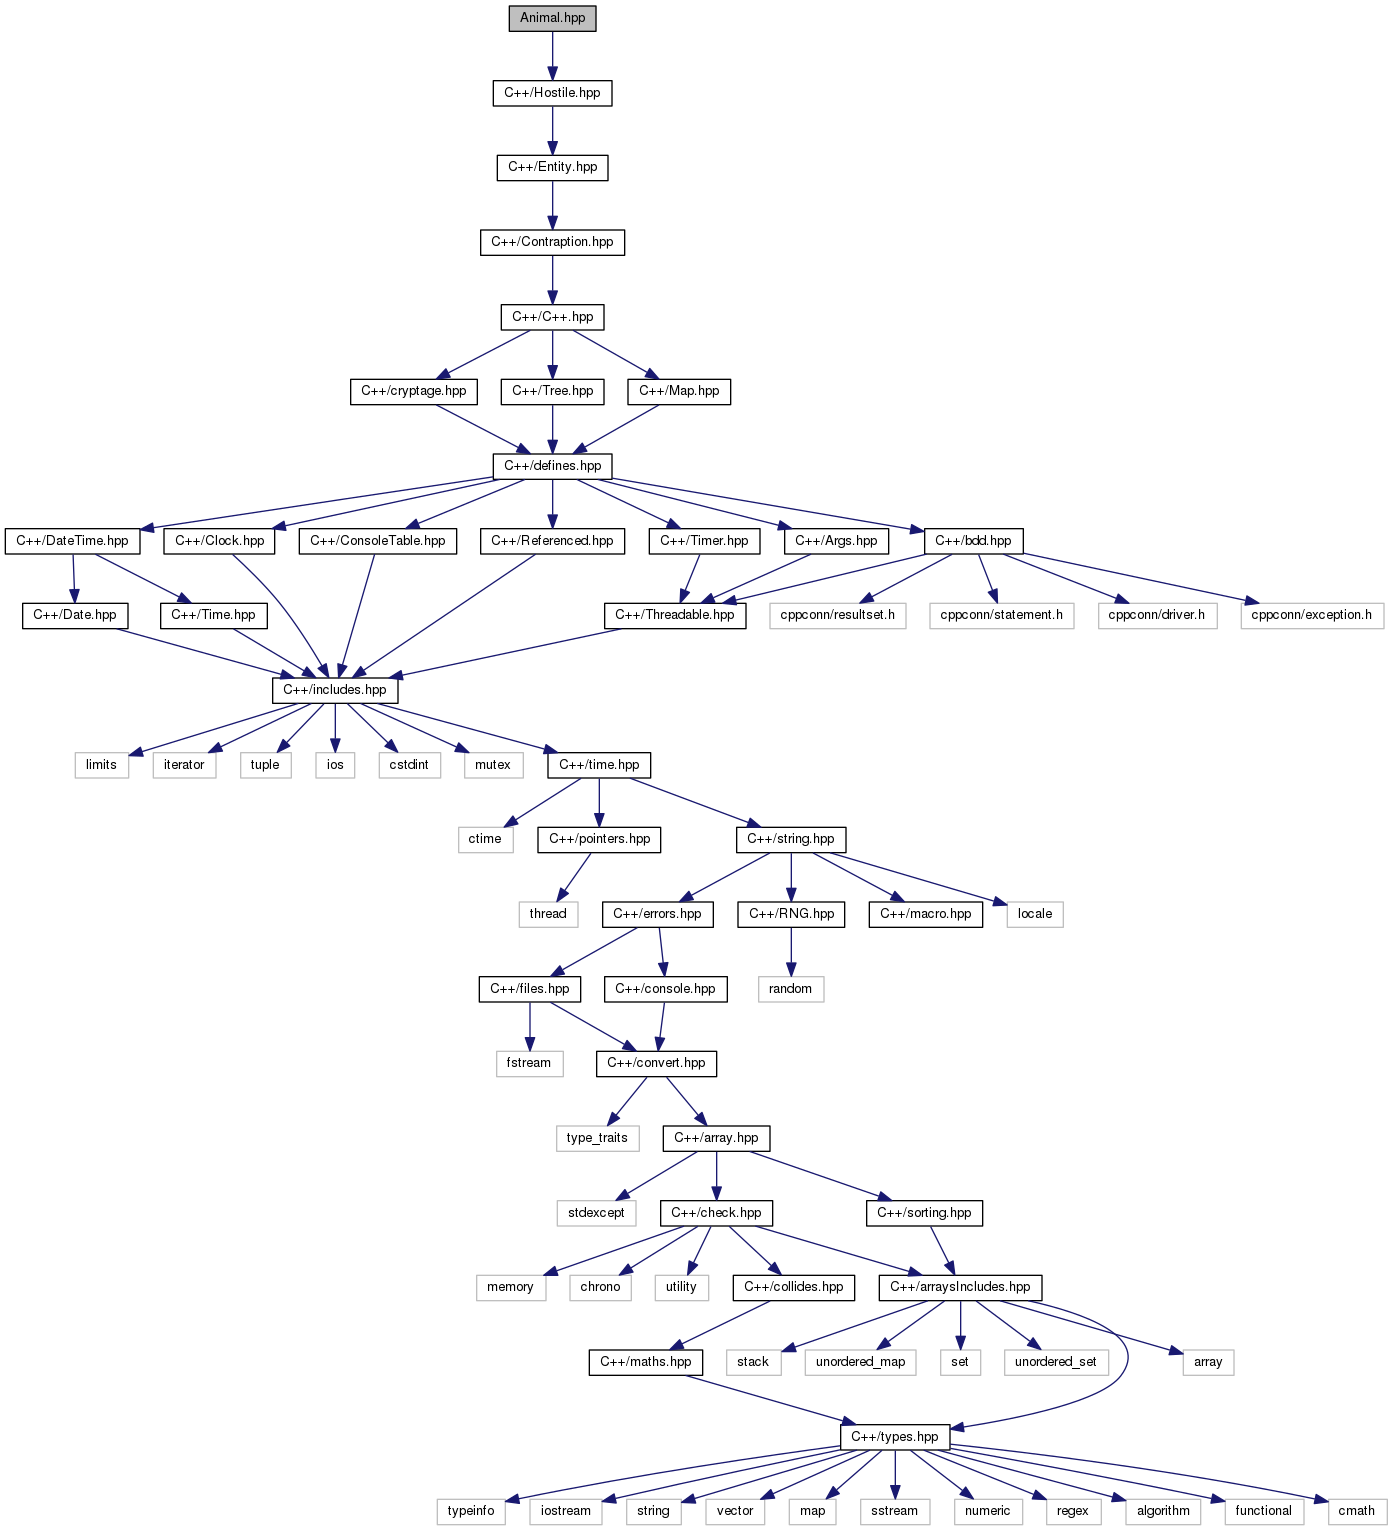 Animal.hpp
C++/Hostile.hpp
C++/Entity.hpp
C++/Contraption.hpp
C++/C++.hpp
C++/cryptage.hpp
C++/Tree.hpp
C++/Map.hpp
C++/defines.hpp
C++/DateTime.hpp
C++/Clock.hpp
C++/ConsoleTable.hpp
C++/Referenced.hpp
C++/Timer.hpp
C++/Args.hpp
C++/bdd.hpp
C++/Date.hpp
C++/Time.hpp
C++/Threadable.hpp
cppconn/resultset.h
cppconn/statement.h
cppconn/driver.h
cppconn/exception.h
C++/includes.hpp
limits
iterator
tuple
ios
cstdint
mutex
C++/time.hpp
ctime
C++/pointers.hpp
C++/string.hpp
thread
C++/errors.hpp
C++/RNG.hpp
C++/macro.hpp
locale
C++/files.hpp
C++/console.hpp
random
fstream
C++/convert.hpp
type_traits
C++/array.hpp
stdexcept
C++/check.hpp
C++/sorting.hpp
memory
chrono
utility
C++/collides.hpp
C++/arraysIncludes.hpp
C++/maths.hpp
stack
unordered_map
set
unordered_set
array
C++/types.hpp
typeinfo
iostream
string
vector
map
sstream
numeric
regex
algorithm
functional
cmath